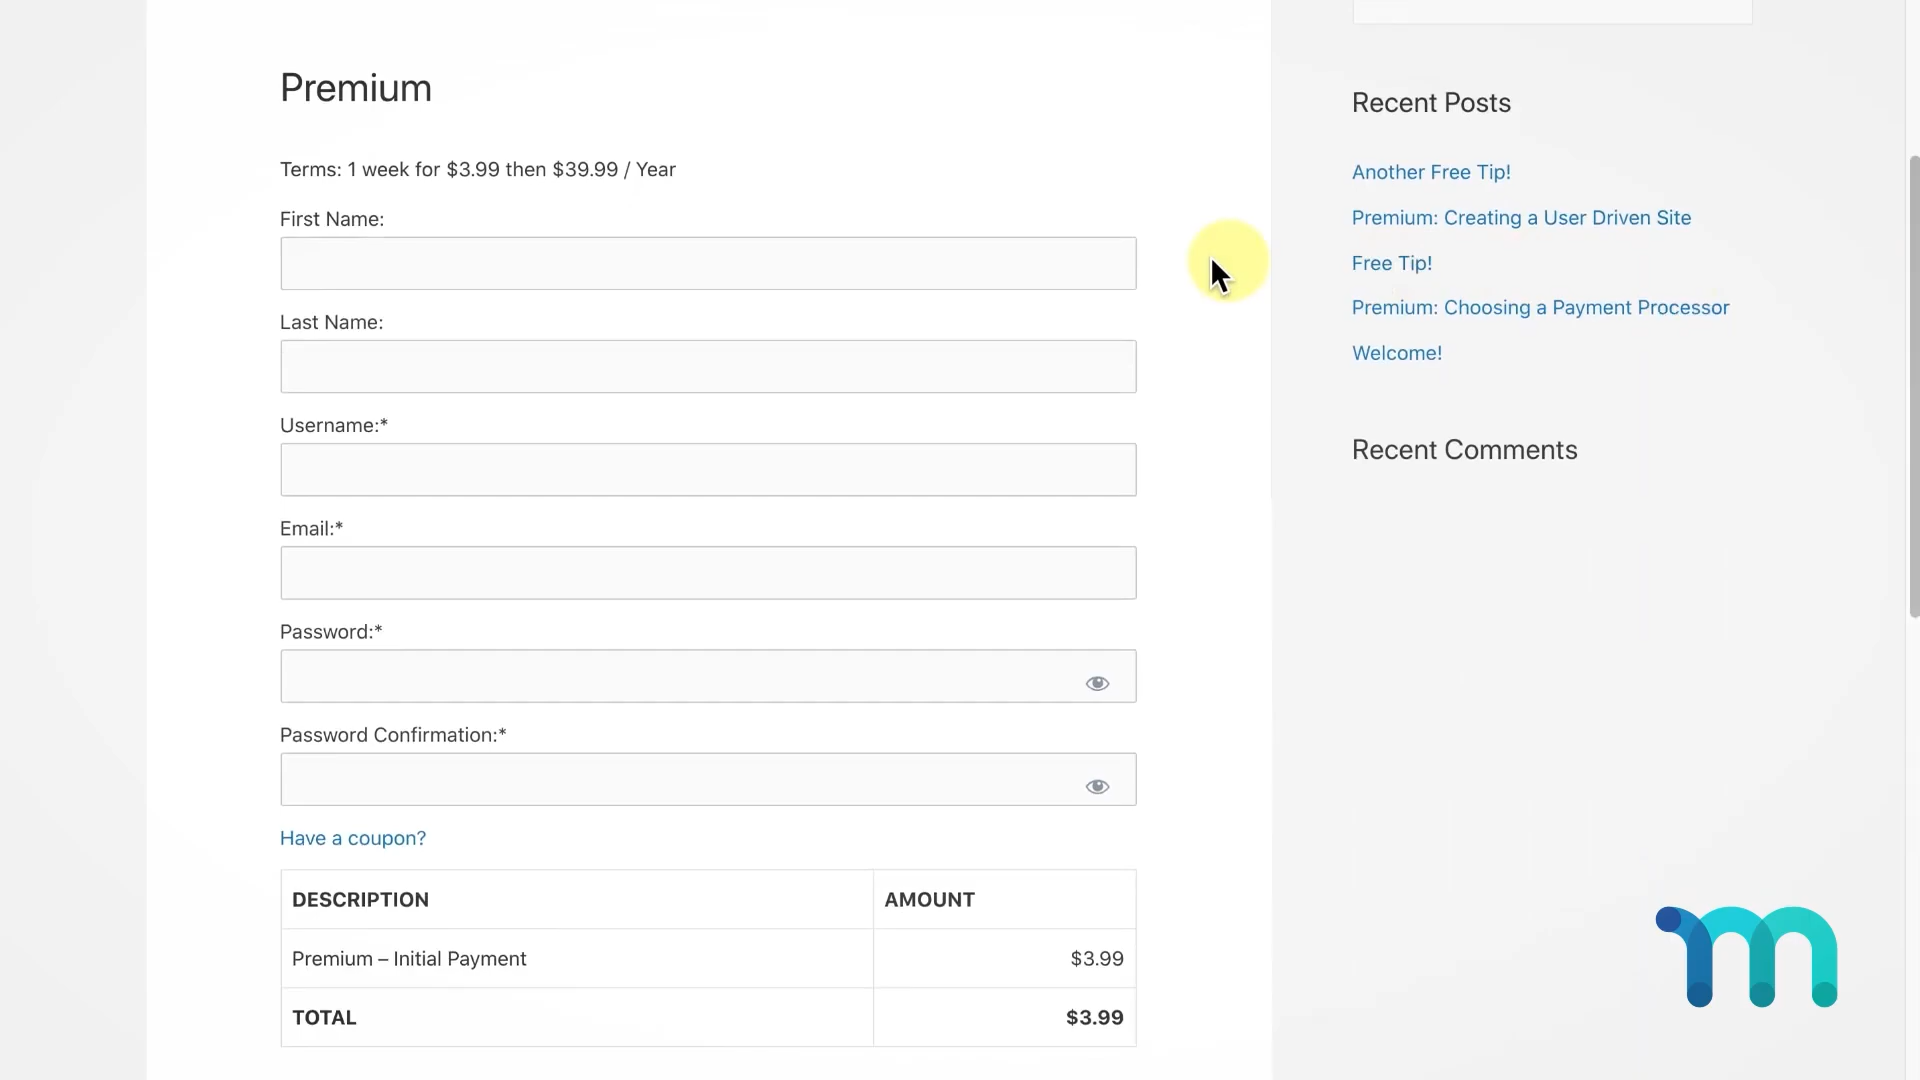 Premium
Terms: 1 week for $3.99 then $39.99 / Year
First Name:
Last Name:
Username:*
Email:*
Password:*
Password Confirmation:*
Have a coupon?
DESCRIPTION AMOUNT
Premium – Initial Payment $3.99
TOTAL $3.99
Recent Posts
Another Free Tip!
Premium: Creating a User Driven Site
Free Tip!
Premium: Choosing a Payment Processor
Welcome!
Recent Comments
m